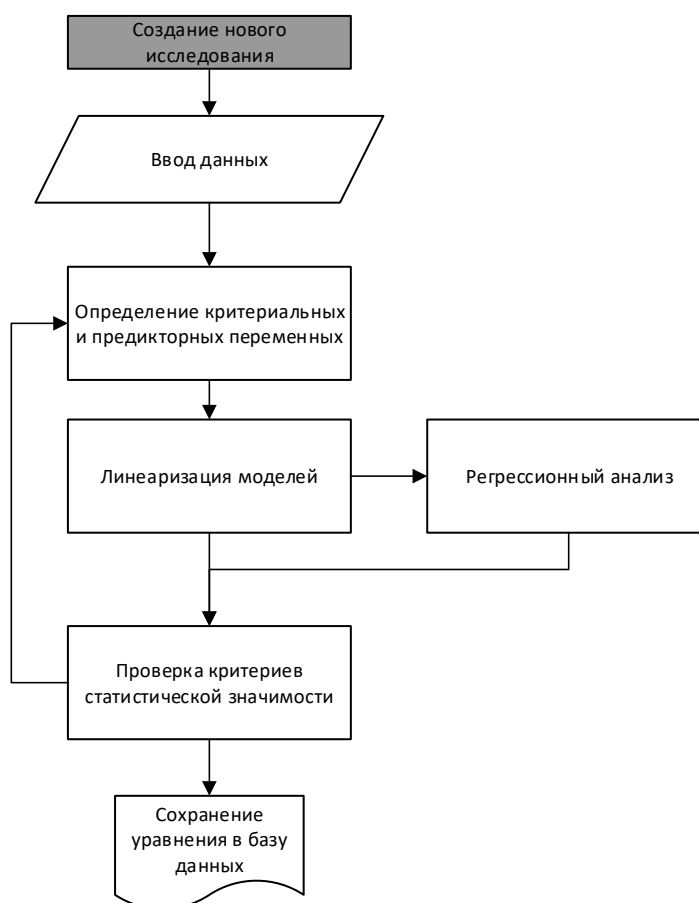 Создание нового
исследования
Ввод данных
Определение критериальных
и предикторных переменных
Линеаризация моделей
Регрессионный анализ
Проверка критериев
статистической значимости
Сохранение
уравнения в базу
данных